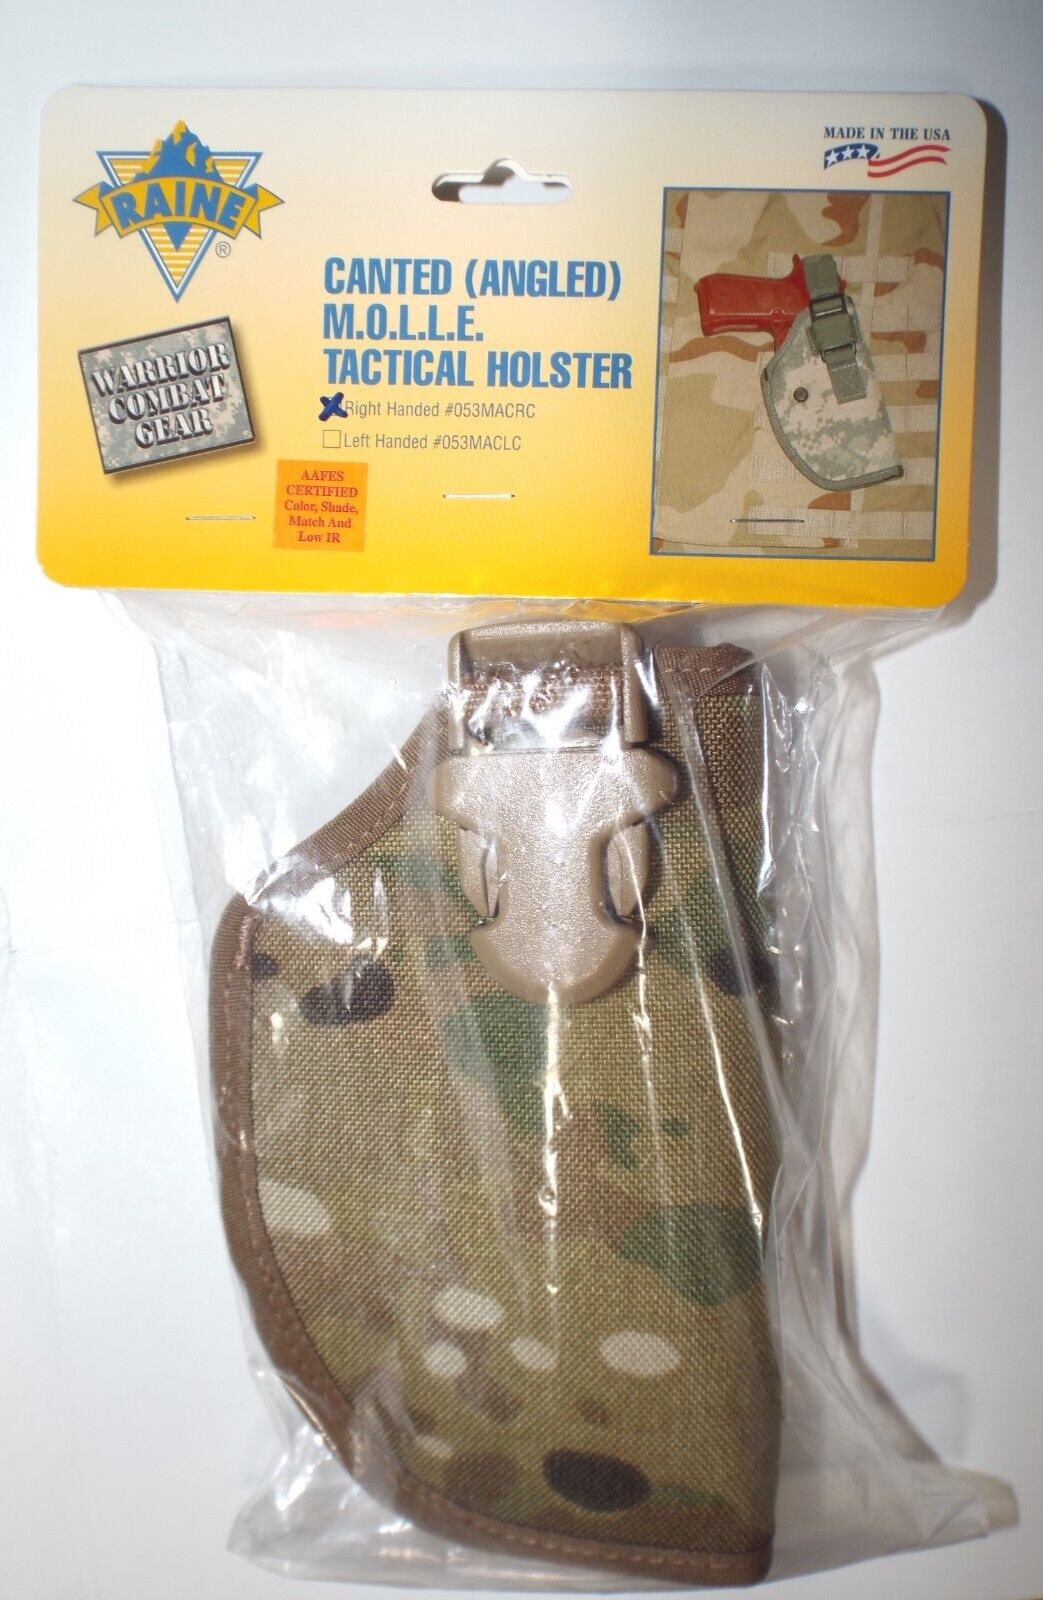 RAINE
®
MADE IN THE USA
CANTED (ANGLED)
M.O.L.L.E.
TACTICAL HOLSTER
Right Handed #053MACRC
Left Handed #053MACLC
WARRIOR
COMBAT
GEAR
AAFES
CERTIFIED
Color, Shade,
Match And
Low IR